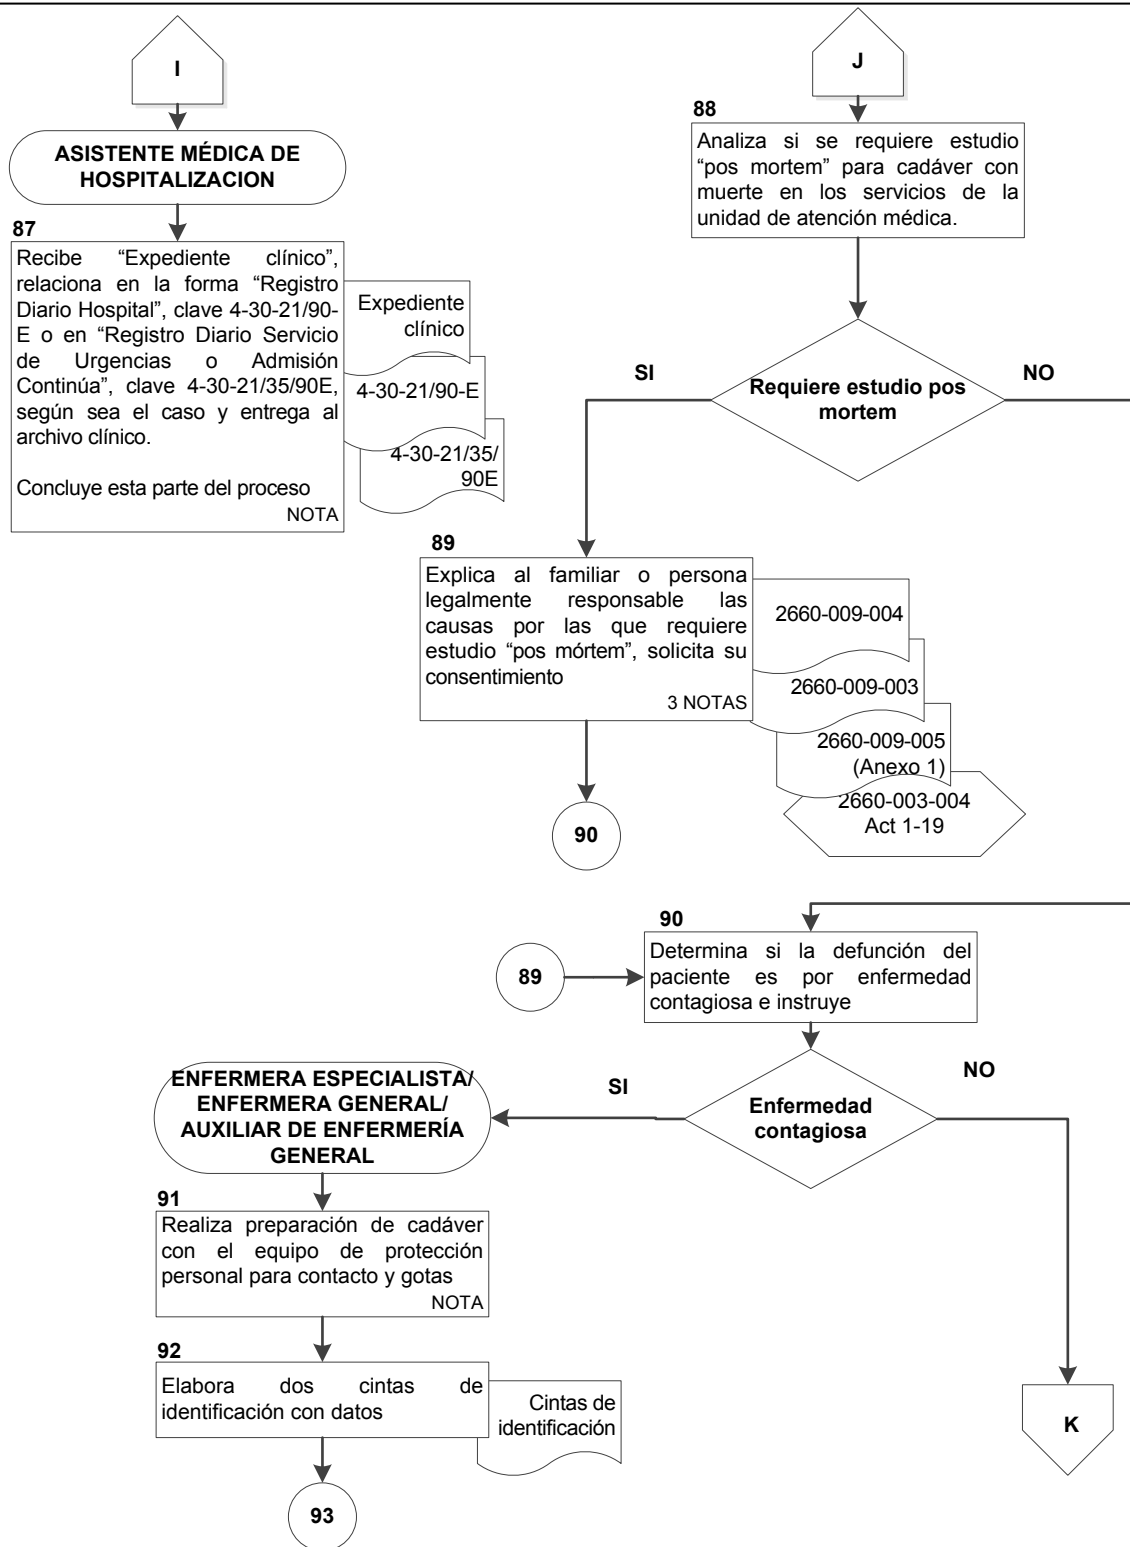 I
ASISTENTE MÉDICA DE
HOSPITALIZACION
87
Recibe “Expediente clínico”,
relaciona en la forma “Registro
Diario Hospital”, clave 4-30-21/90-
E o en “Registro Diario Servicio
de Urgencias o Admisión
Continúa”, clave 4-30-21/35/90E,
según sea el caso y entrega al
archivo clínico.
Concluye esta parte del proceso
NOTA
Expediente
clínico
4-30-21/90-E
4-30-21/35/
90E
J
88
Analiza si se requiere estudio
“pos mortem” para cadáver con
muerte en los servicios de la
unidad de atención médica.
SI
Requiere estudio pos
mortem
NO
89
Explica al familiar o persona
legalmente responsable las
causas por las que requiere
estudio “pos mórtem”, solicita su
consentimiento
3 NOTAS
2660-009-004
2660-009-003
2660-009-005
(Anexo 1)
2660-003-004
Act 1-19
90
90
89
Determina si la defunción del
paciente es por enfermedad
contagiosa e instruye
SI
Enfermedad
contagiosa
NO
ENFERMERA ESPECIALISTA/
ENFERMERA GENERAL/
AUXILIAR DE ENFERMERÍA
GENERAL
91
Realiza preparación de cadáver
con el equipo de protección
personal para contacto y gotas
NOTA
92
Elabora dos cintas de
identificación con datos
Cintas de
identificación
93
K